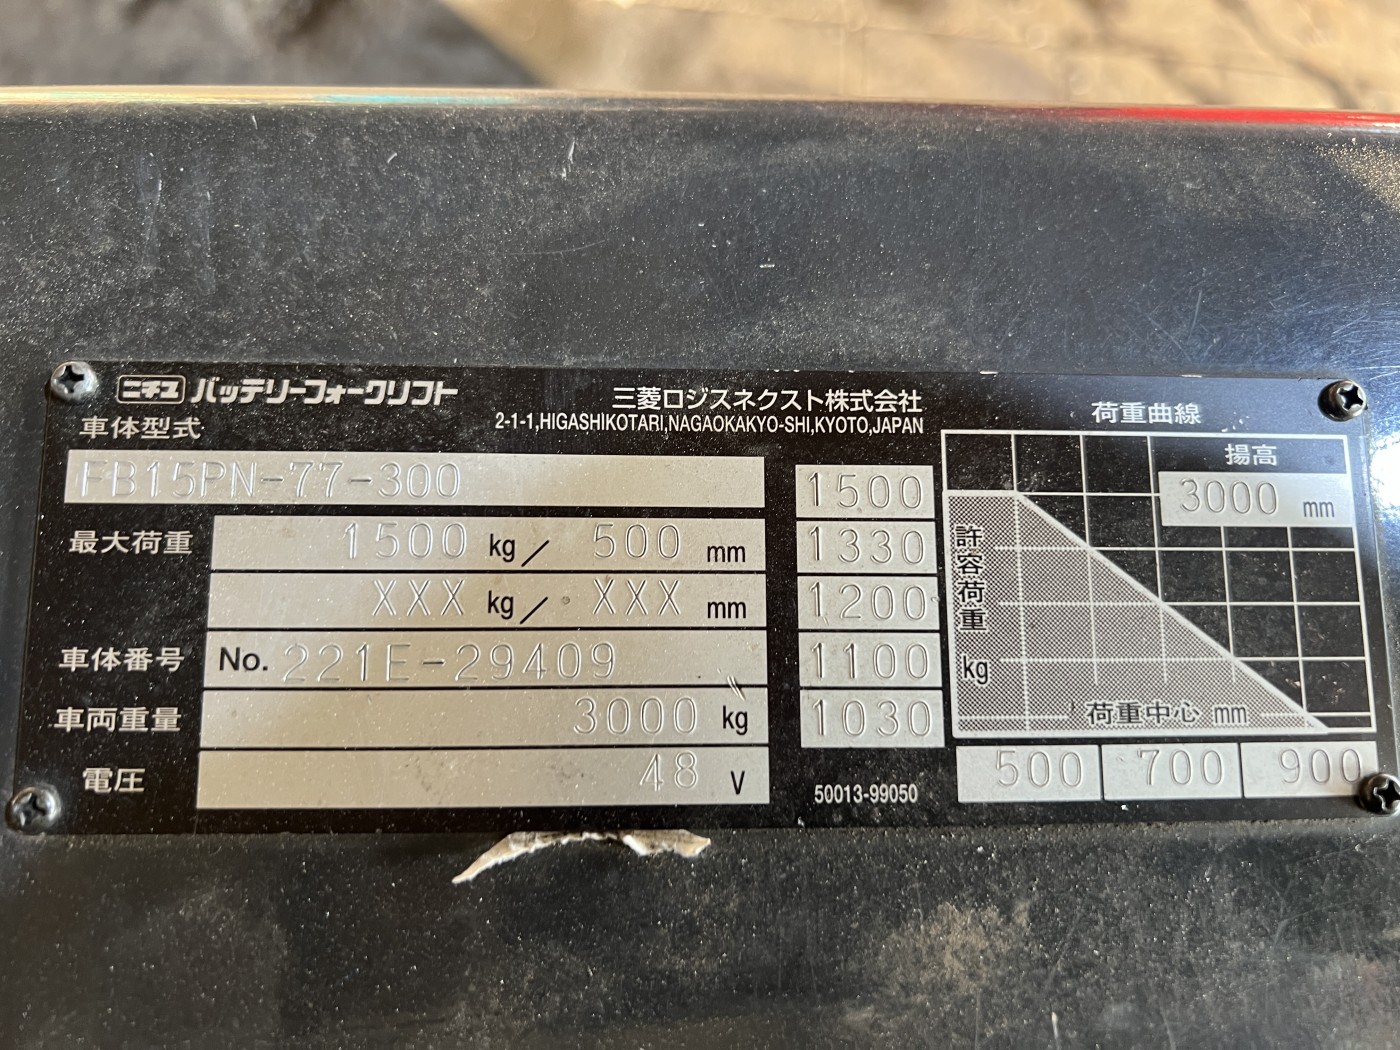 ニチユ バッテリーフォークリフト
三菱ロジスネクスト株式会社
2-1-1,HIGASHIKOTARI,NAGAOKAKYO-SHI,KYOTO,JAPAN
車体型式
FB15PN-77-300
最大荷重 1500 kg／ 500 mm
XXX kg／ XXX mm
車体番号 No. 221E-29409
車両重量 3000 kg
電圧 48 V
1500
1330
1200
1100
1030
50013-99050
荷重曲線
揚高
3000 mm
許容荷重 kg
荷重中心 mm
500 700 900